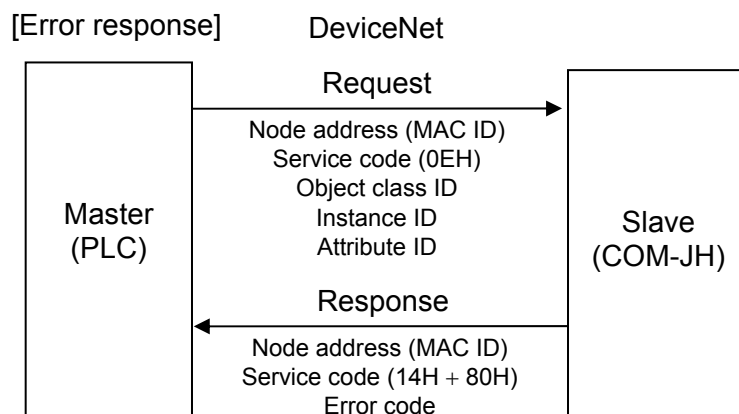 [Error response]
DeviceNet
Request
Node address (MAC ID)
Service code (0EH)
Object class ID
Instance ID
Attribute ID
Master
(PLC)
Slave
(COM-JH)
Response
Node address (MAC ID)
Service code (14H + 80H)
Error code